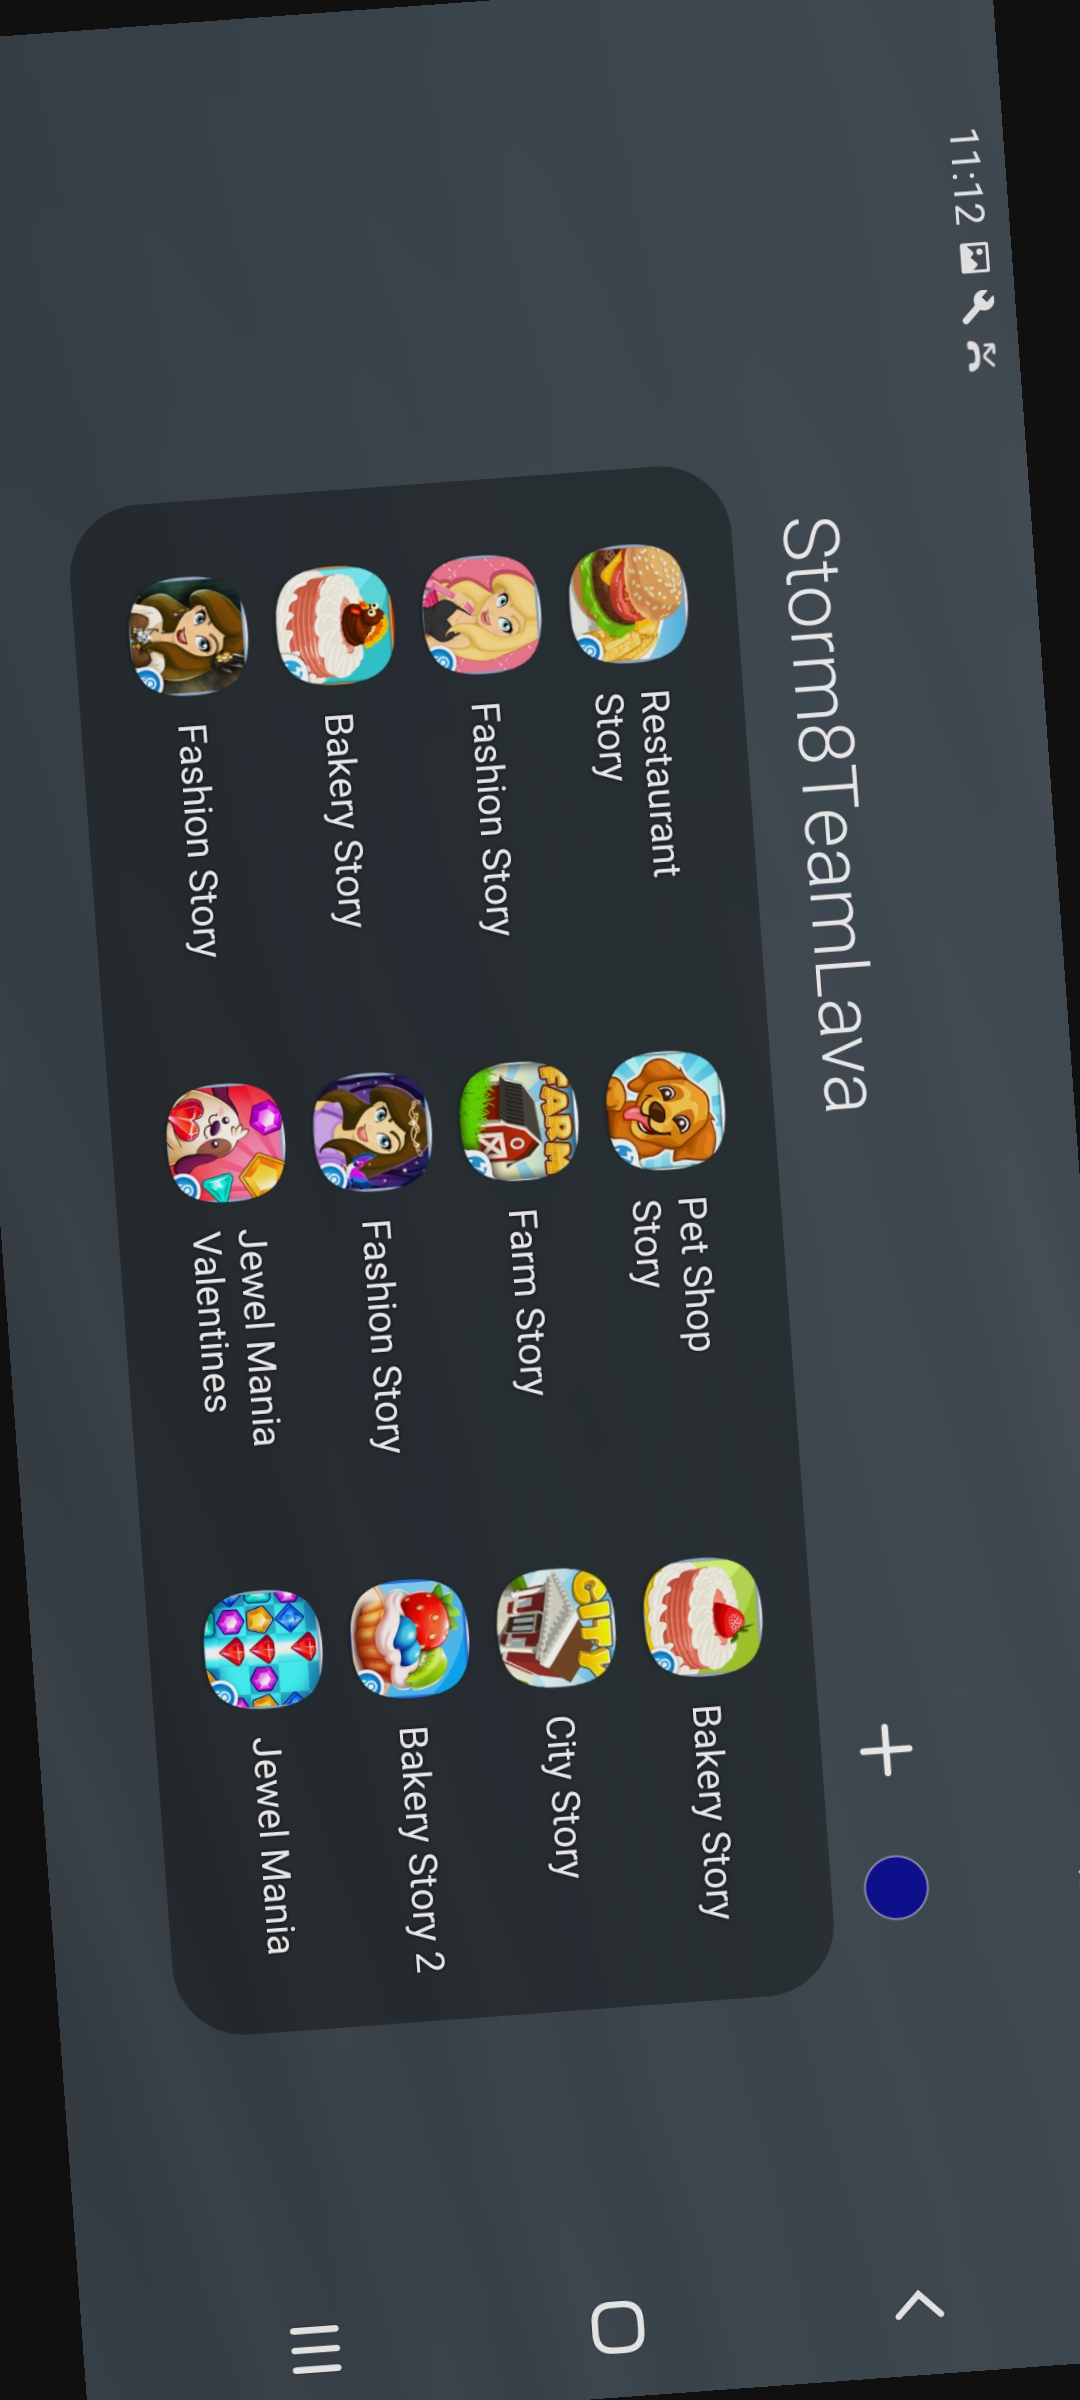 11:12
Storm8TeamLava
Restaurant
Story
Pet Shop
Story
Bakery Story
Fashion Story
FARM
Farm Story
CITY
City Story
Bakery Story
Fashion Story
Bakery Story 2
Fashion Story
Jewel Mania
Valentines
Jewel Mania